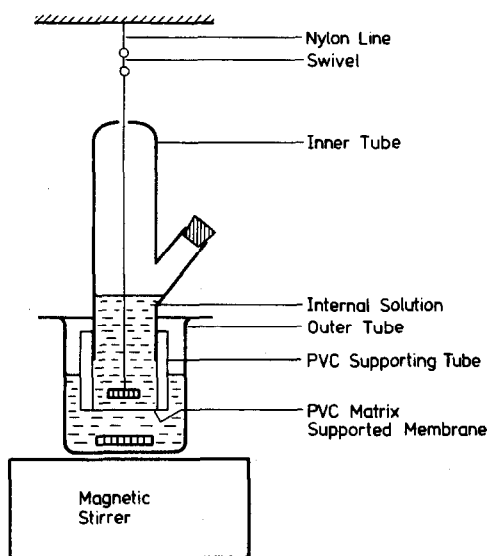 Nylon Line
Swivel
Inner Tube
Internal Solution
Outer Tube
PVC Supporting Tube
PVC Matrix
Supported Membrane
Magnetic
Stirrer